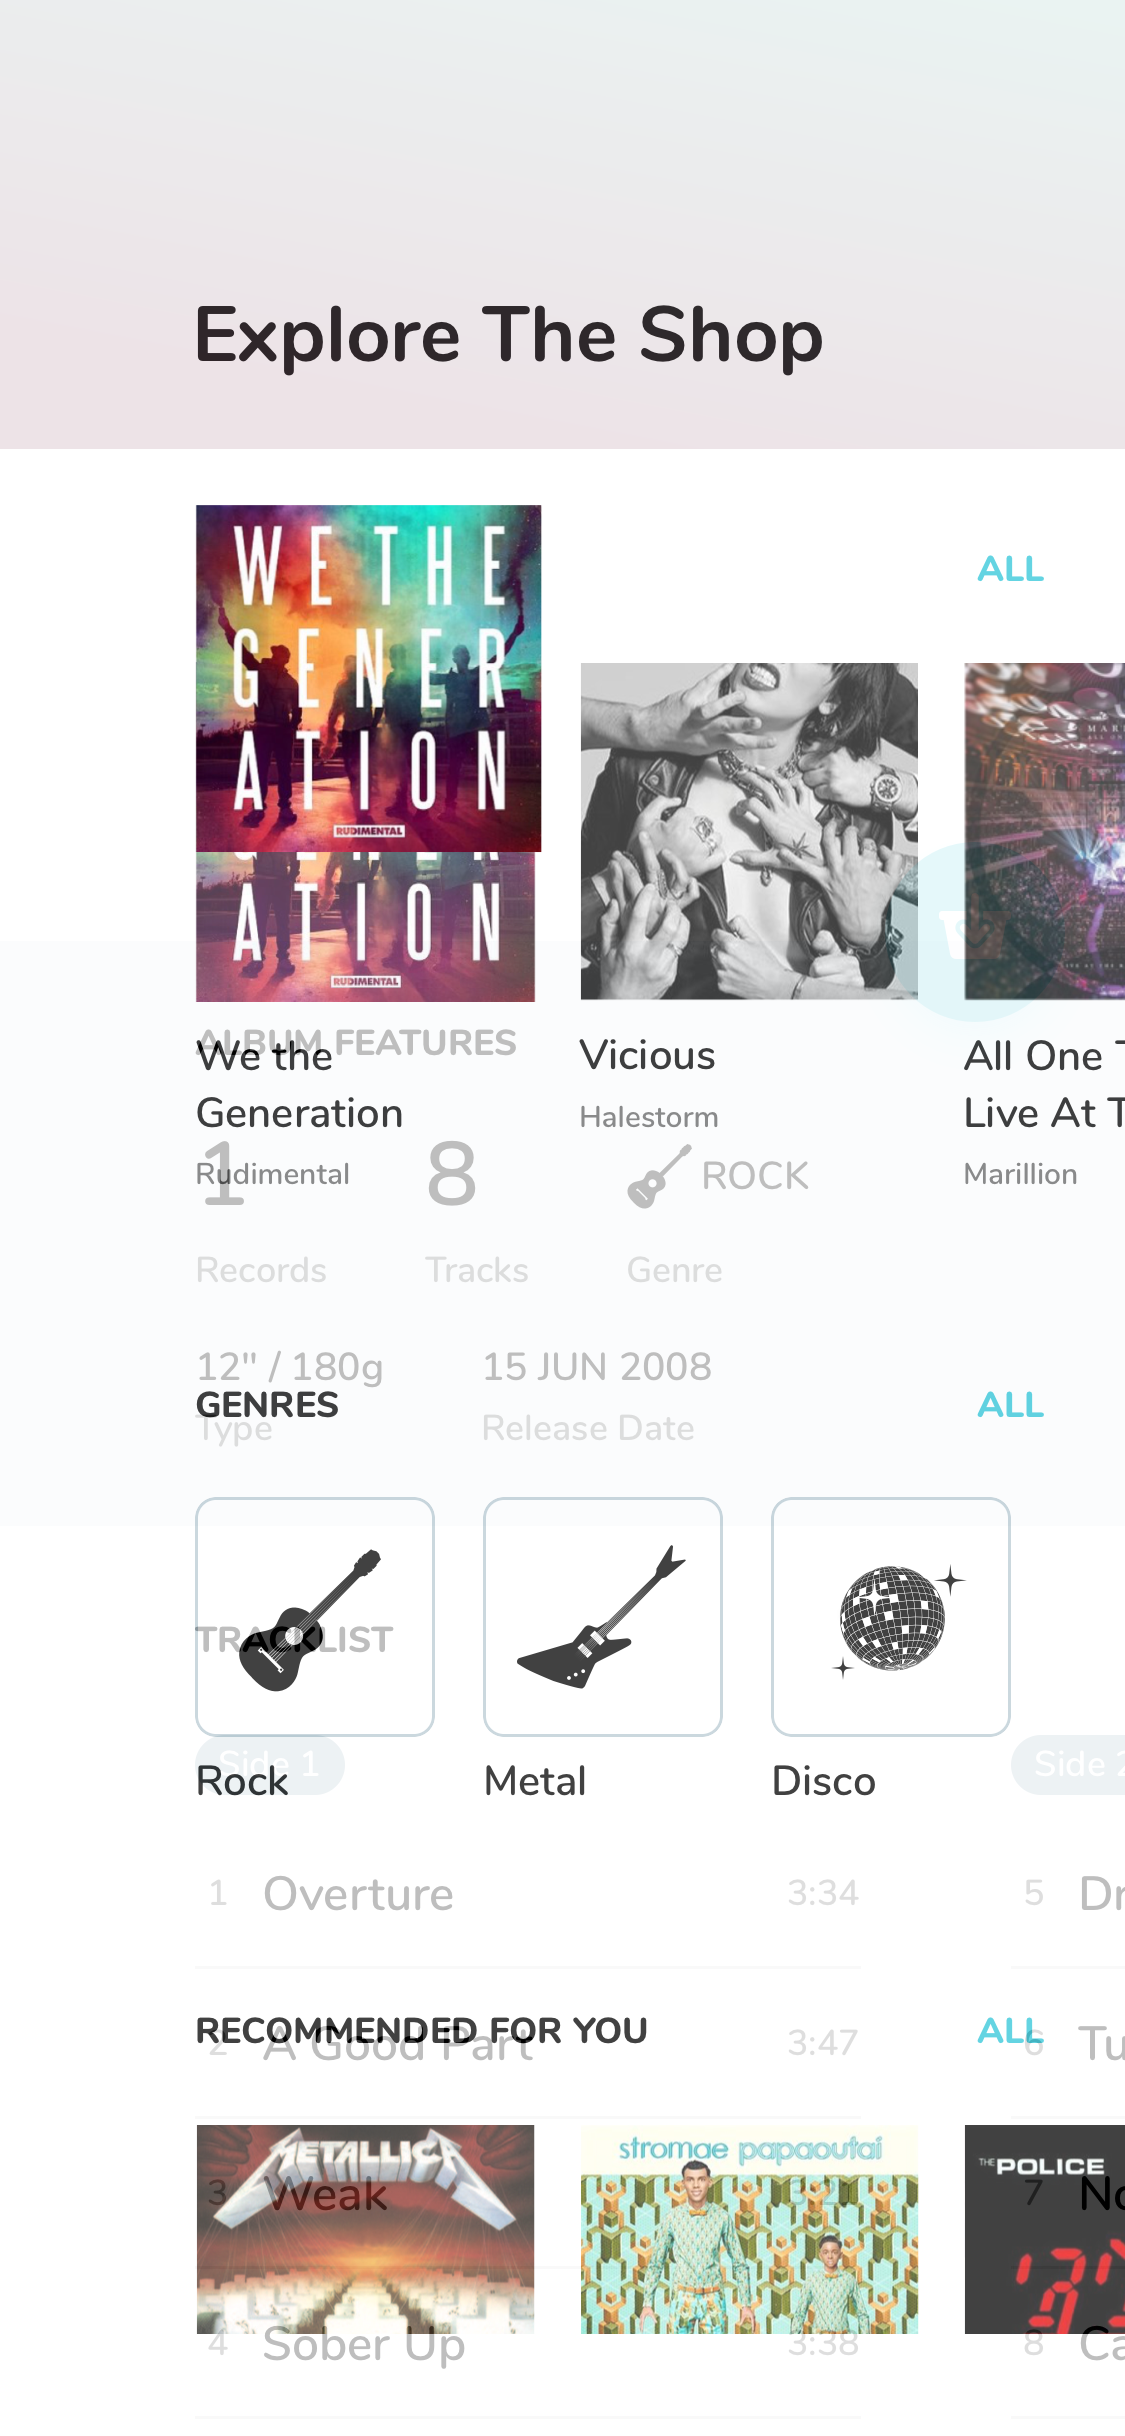 Explore The Shop
WE THE
GENER
ATION
RUDIMENTAL
ALL
ATION
RUDIMENTAL
ALBUM FEATURES
We the
Generation
Rudimental
Vicious
Halestorm
All One
Live At T
Marillion
1
8
ROCK
Records
Tracks
Genre
12" / 180g
15 JUN 2008
GENRES
ALL
Type
Release Date
TRACKLIST
Side 1
Side 2
Rock
Metal
Disco
1 Overture 3:34
5 Dr
RECOMMENDED FOR YOU
ALL
2 A Good Part 3:47
6 Tu
METALLICA
stromae papaoutai
THE POLICE
3 Weak
7 No
4 Sober Up 3:38
8 Ca